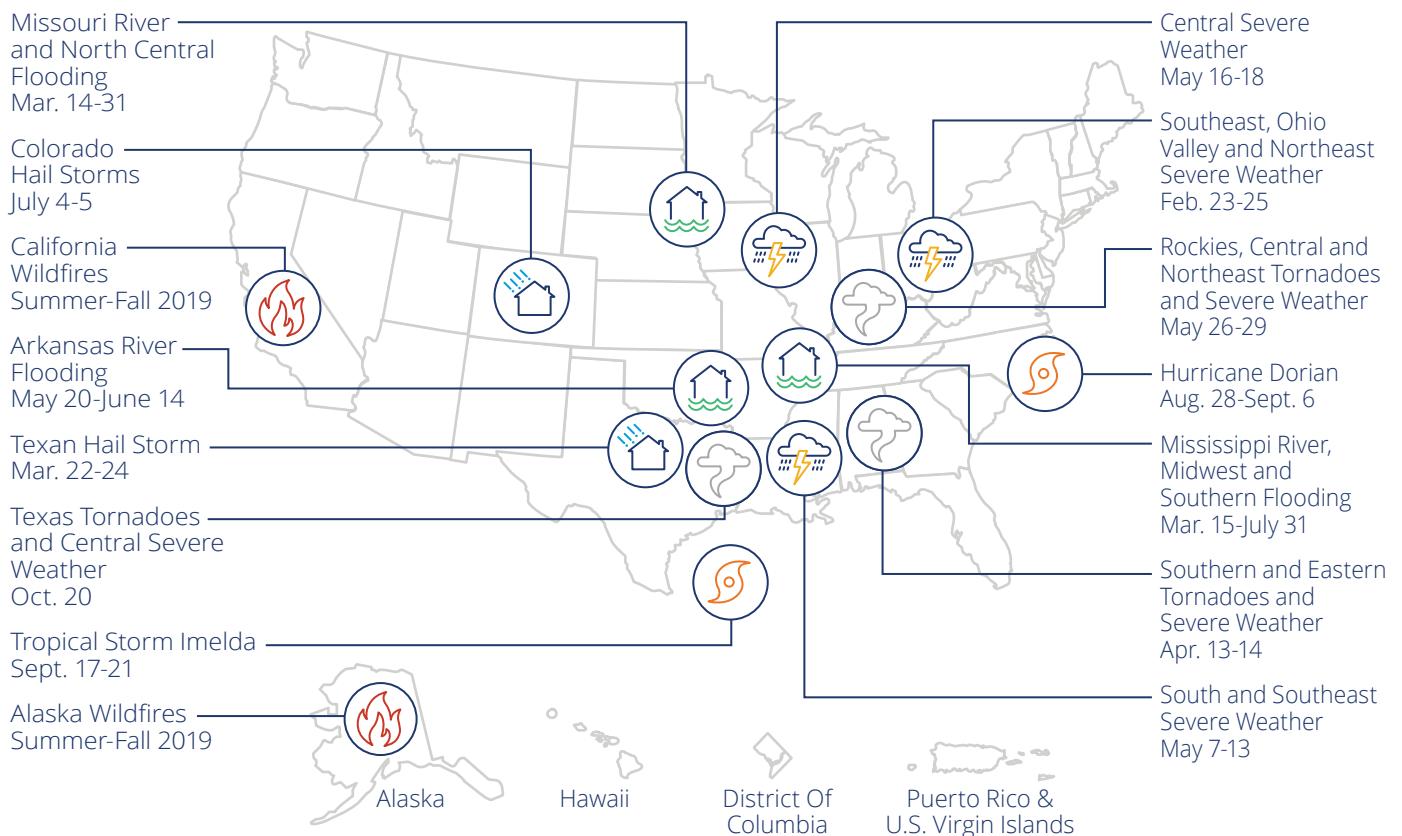 Missouri River
and North Central
Flooding
Mar. 14-31
Colorado
Hail Storms
July 4-5
California
Wildfires
Summer-Fall 2019
Arkansas River
Flooding
May 20-June 14
Texan Hail Storm
Mar. 22-24
Texas Tornadoes
and Central Severe
Weather
Oct. 20
Tropical Storm Imelda
Sept. 17-21
Alaska Wildfires
Summer-Fall 2019
Central Severe
Weather
May 16-18
Southeast, Ohio
Valley and Northeast
Severe Weather
Feb. 23-25
Rockies, Central and
Northeast Tornadoes
and Severe Weather
May 26-29
Hurricane Dorian
Aug. 28-Sept. 6
Mississippi River,
Midwest and
Southern Flooding
Mar. 15-July 31
Southern and Eastern
Tornadoes and
Severe Weather
Apr. 13-14
South and Southeast
Severe Weather
May 7-13
Alaska
Hawaii
District Of
Columbia
Puerto Rico &
U.S. Virgin Islands